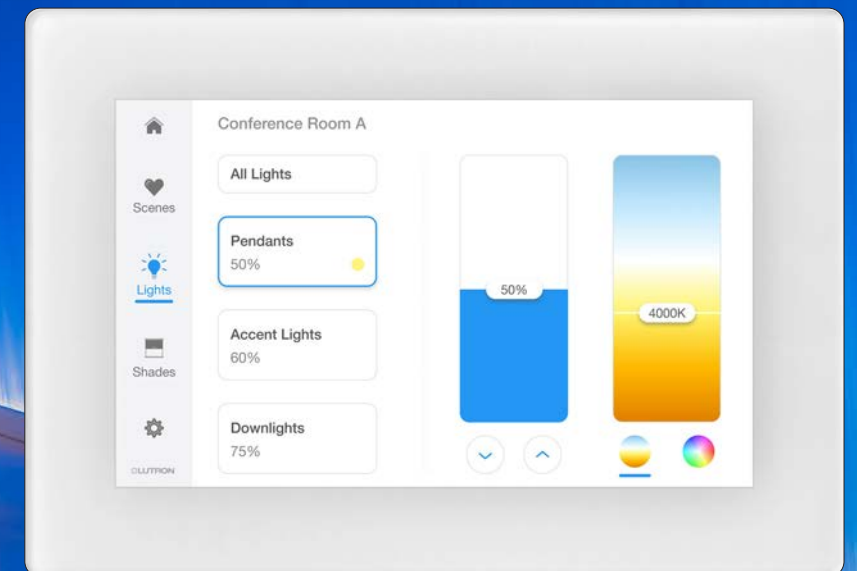 Conference Room A
All Lights
Scenes
Pendants
50%
Lights
Accent Lights
60%
Shades
Downlights
75%
LUTRON
50%
4000K